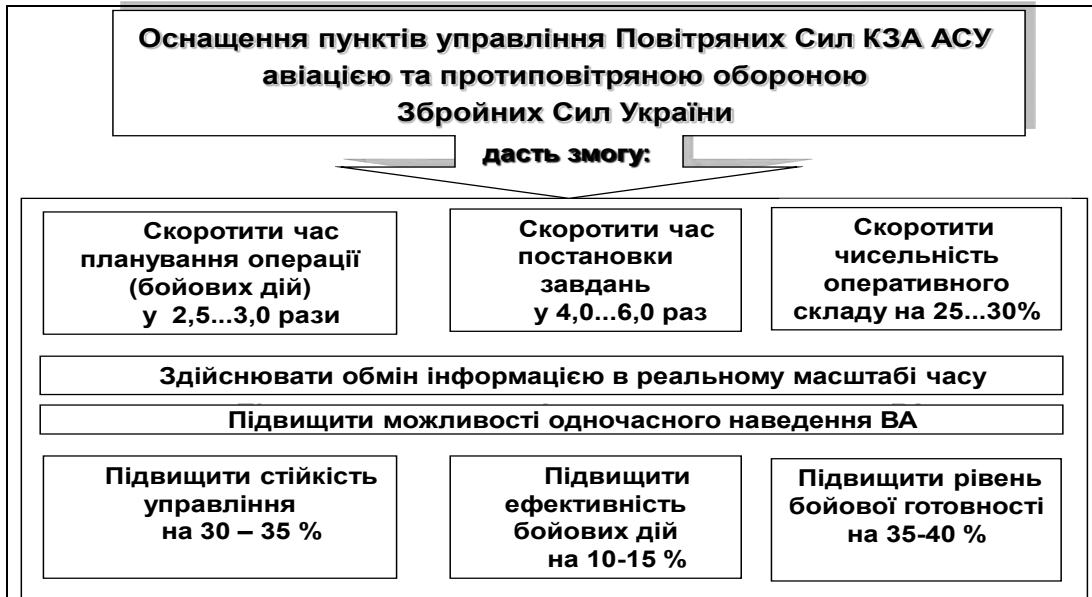 Оснащення пунктів управління Повітряних Сил КЗА АСУ
авіацією та протиповітряною обороною
Збройних Сил України
дасть змогу:
Скоротити час
планування операції
(бойових дій)
у 2,5...3,0 рази
Скоротити час
постановки
завдань
у 4,0...6,0 раз
Скоротити
чисельність
оперативного
складу на 25...30%
Здійснювати обмін інформацією в реальному масштабі часу
Підвищити можливості одночасного наведення ВА
Підвищити стійкість
управління
на 30 – 35 %
Підвищити
ефективність
бойових дій
на 10-15 %
Підвищити рівень
бойової готовності
на 35-40 %